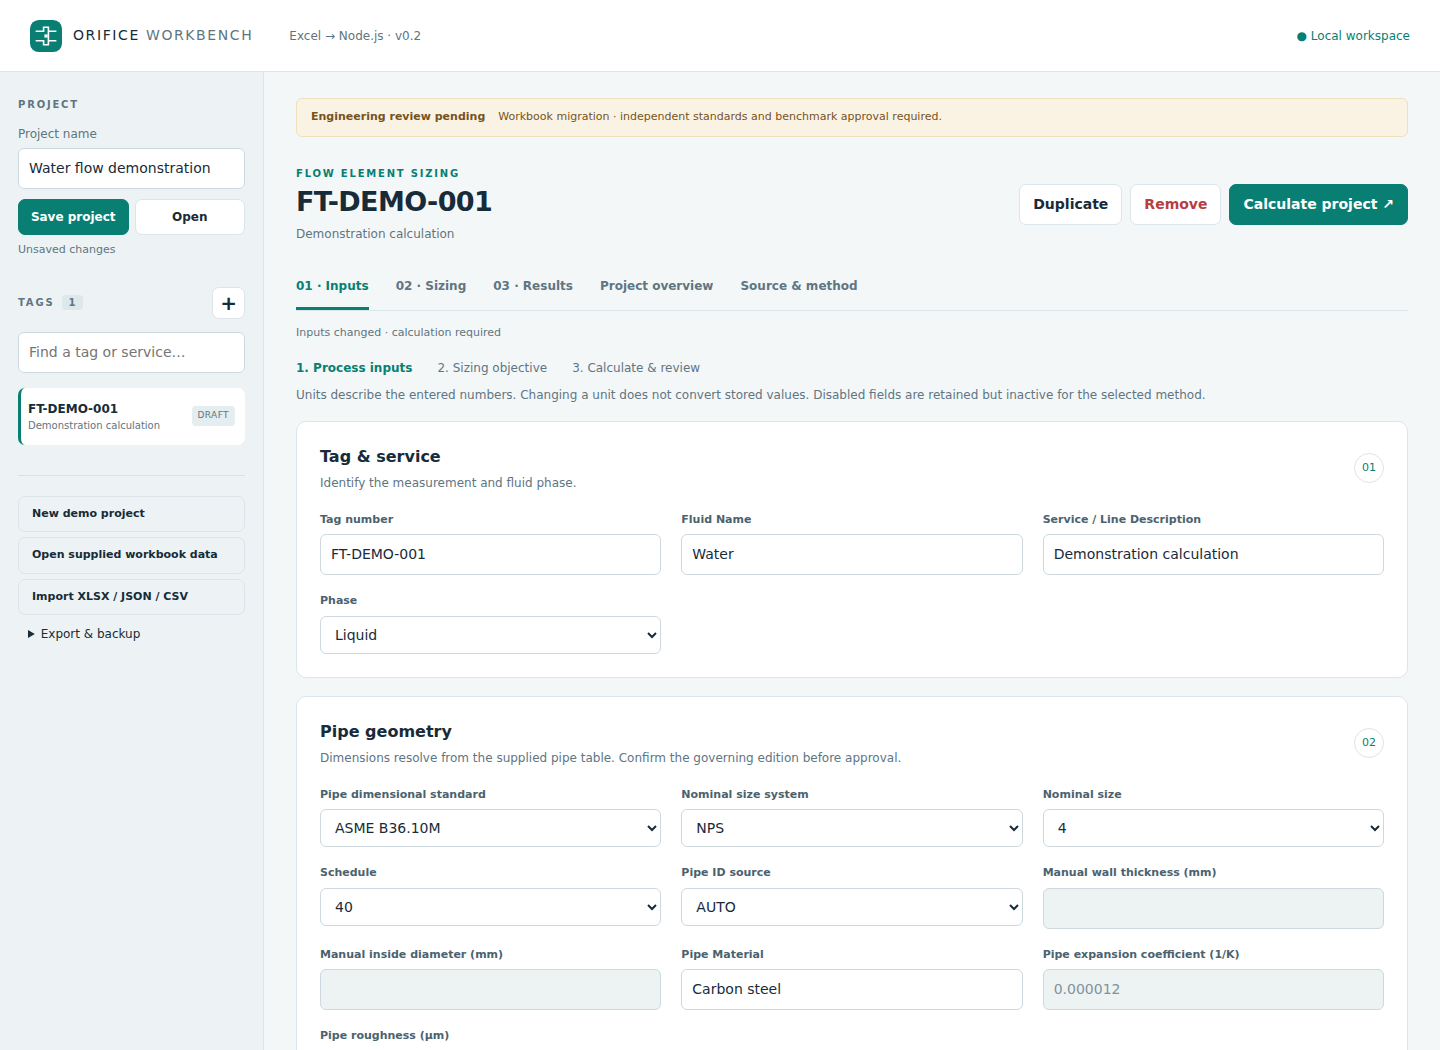 ORIFICE WORKBENCH
Excel → Node.js · v0.2
● Local workspace
PROJECT
Project name
Water flow demonstration
Save project
Open
Unsaved changes
TAGS 1
+
Find a tag or service…
FT-DEMO-001
Demonstration calculation
DRAFT
New demo project
Open supplied workbook data
Import XLSX / JSON / CSV
▶ Export & backup
Engineering review pending Workbook migration · independent standards and benchmark approval required.
FLOW ELEMENT SIZING
FT-DEMO-001
Demonstration calculation
Duplicate
Remove
Calculate project ↗
01 · Inputs
02 · Sizing
03 · Results
Project overview
Source & method
Inputs changed · calculation required
1. Process inputs
2. Sizing objective
3. Calculate & review
Units describe the entered numbers. Changing a unit does not convert stored values. Disabled fields are retained but inactive for the selected method.
Tag & service
Identify the measurement and fluid phase.
01
Tag number
Fluid Name
Service / Line Description
FT-DEMO-001
Water
Demonstration calculation
Phase
Liquid
Pipe geometry
Dimensions resolve from the supplied pipe table. Confirm the governing edition before approval.
02
Pipe dimensional standard
Nominal size system
Nominal size
ASME B36.10M
NPS
4
Schedule
Pipe ID source
Manual wall thickness (mm)
40
AUTO
Manual inside diameter (mm)
Pipe Material
Pipe expansion coefficient (1/K)
Carbon steel
0.000012
Pipe roughness (µm)